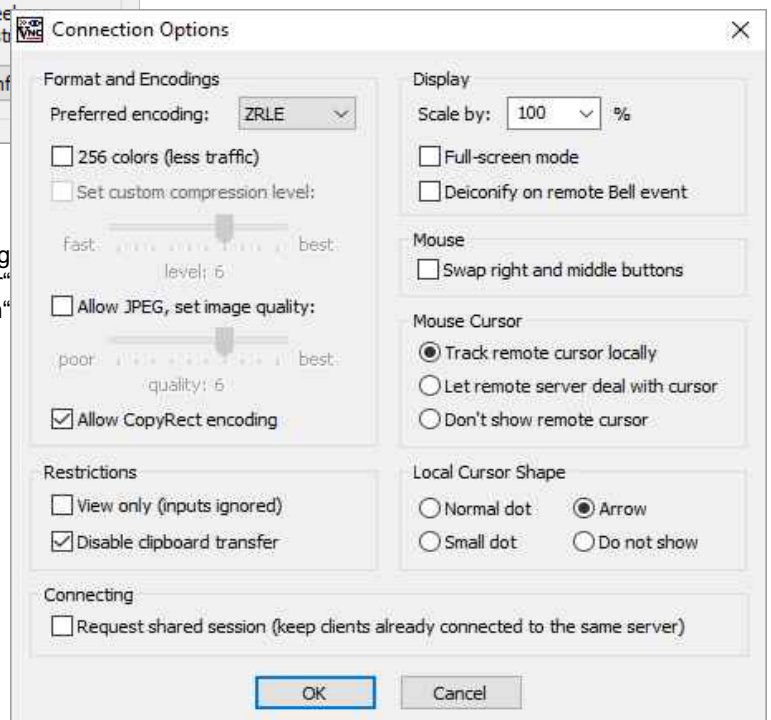 VNC Connection Options
Format and Encodings
Preferred encoding: ZRLE
256 colors (less traffic)
Set custom compression level:
fast best
level: 6
Allow JPEG, set image quality:
poor best
quality: 6
Allow CopyRect encoding
Restrictions
View only (inputs ignored)
Disable clipboard transfer
Display
Scale by: 100 %
Full-screen mode
Deiconify on remote Bell event
Mouse
Swap right and middle buttons
Mouse Cursor
Track remote cursor locally
Let remote server deal with cursor
Don't show remote cursor
Local Cursor Shape
Normal dot Arrow
Small dot Do not show
Connecting
Request shared session (keep clients already connected to the same server)
OK Cancel